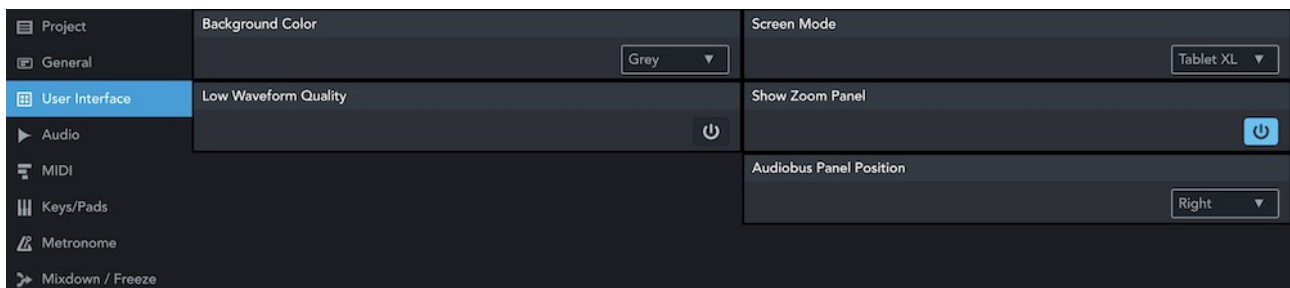 Project
General
User Interface
Audio
MIDI
Keys/Pads
Metronome
Mixdown / Freeze
Background Color
Grey
Low Waveform Quality
Screen Mode
Tablet XL
Show Zoom Panel
Audiobus Panel Position
Right